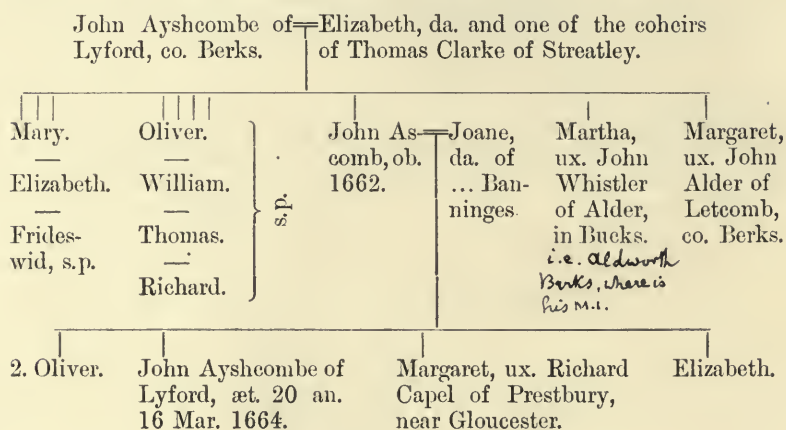 John Ayshcombe of
Lyford, co. Berks.
Elizabeth, da. and one of the coheirs
of Thomas Clarke of Streatley.
Mary.
—
Elizabeth.
—
Frides-
wid, s.p.
Oliver.
—
William.
—
Thomas.
—
Richard.
s.p.
John As-
comb, ob.
1662.
Joane,
da. of
... Ban-
ninges
Martha,
ux. John
Whistler
of Alder,
in Bucks.
i.e. Aldworth
Berks, where is
his M.I.
Margaret,
ux. John
Alder of
Letcomb,
co. Berks.
2. Oliver.
John Ayshcombe of
Lyford, æt. 20 an.
16 Mar. 1664.
Margaret, ux. Richard
Capel of Prestbury,
near Gloucester.
Elizabeth.